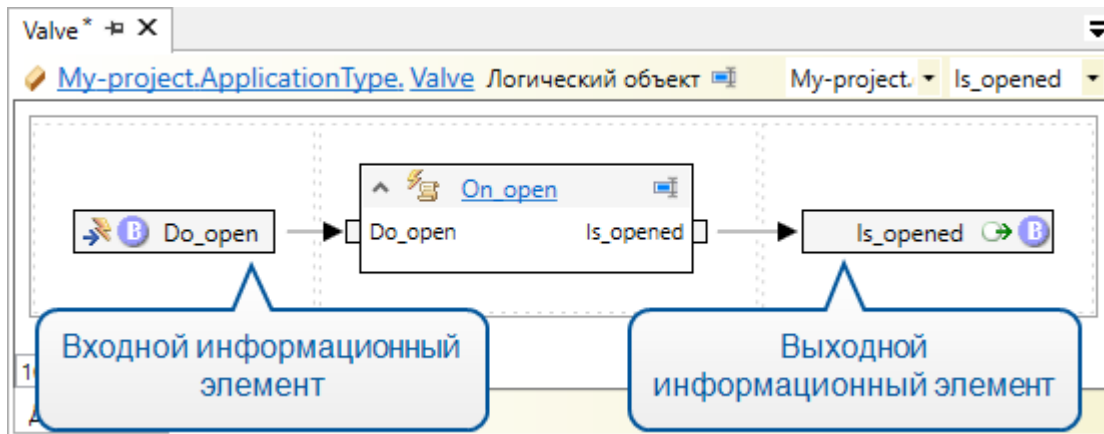 Valve*
My-project.ApplicationType. Valve Логический объект My-project. Is_opened
On_open
Do_open Do_open Is_opened Is_opened
Входной информационный
элемент
Выходной
информационный элемент